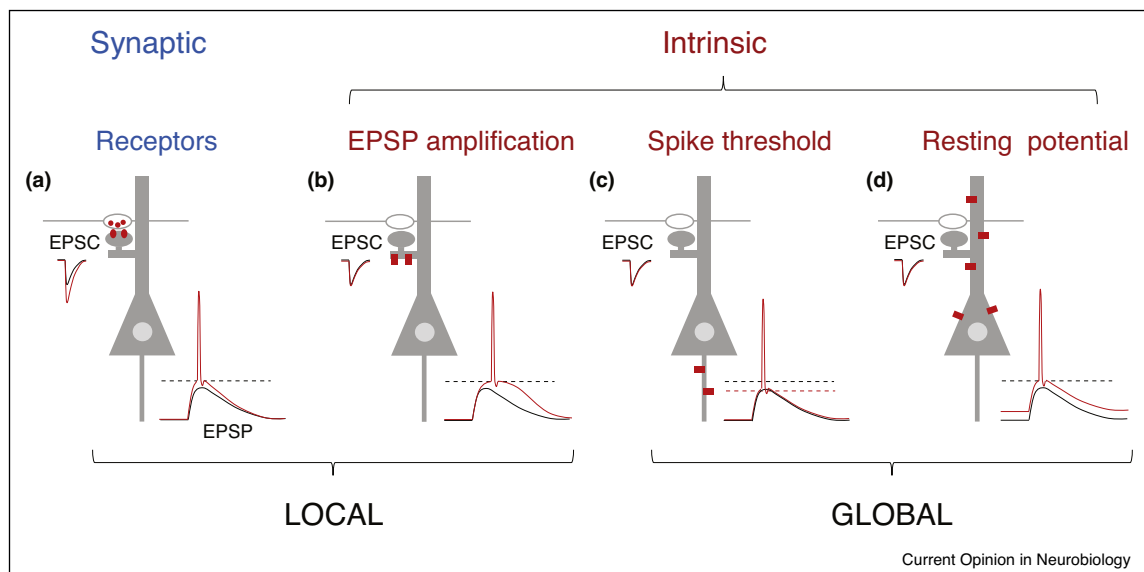 Synaptic
Intrinsic
Receptors
EPSP amplification
Spike threshold
Resting potential
(a)
(b)
(c)
(d)
EPSC
EPSC
EPSC
EPSC
EPSP
LOCAL
GLOBAL
Current Opinion in Neurobiology